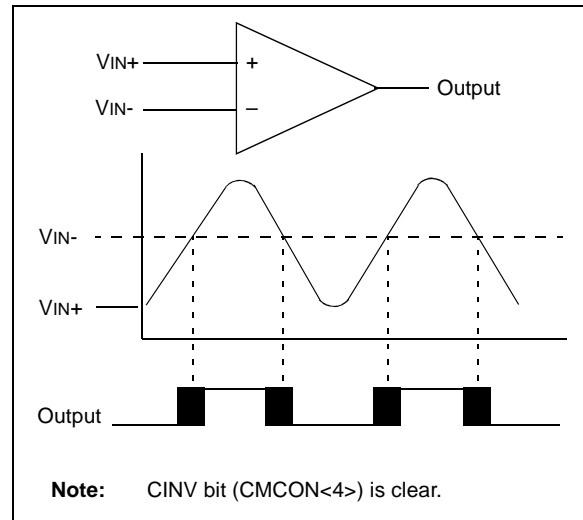 VIN+
+
Output
VIN-
–
VIN-
VIN+
Output
Note: CINV bit (CMCON<4>) is clear.